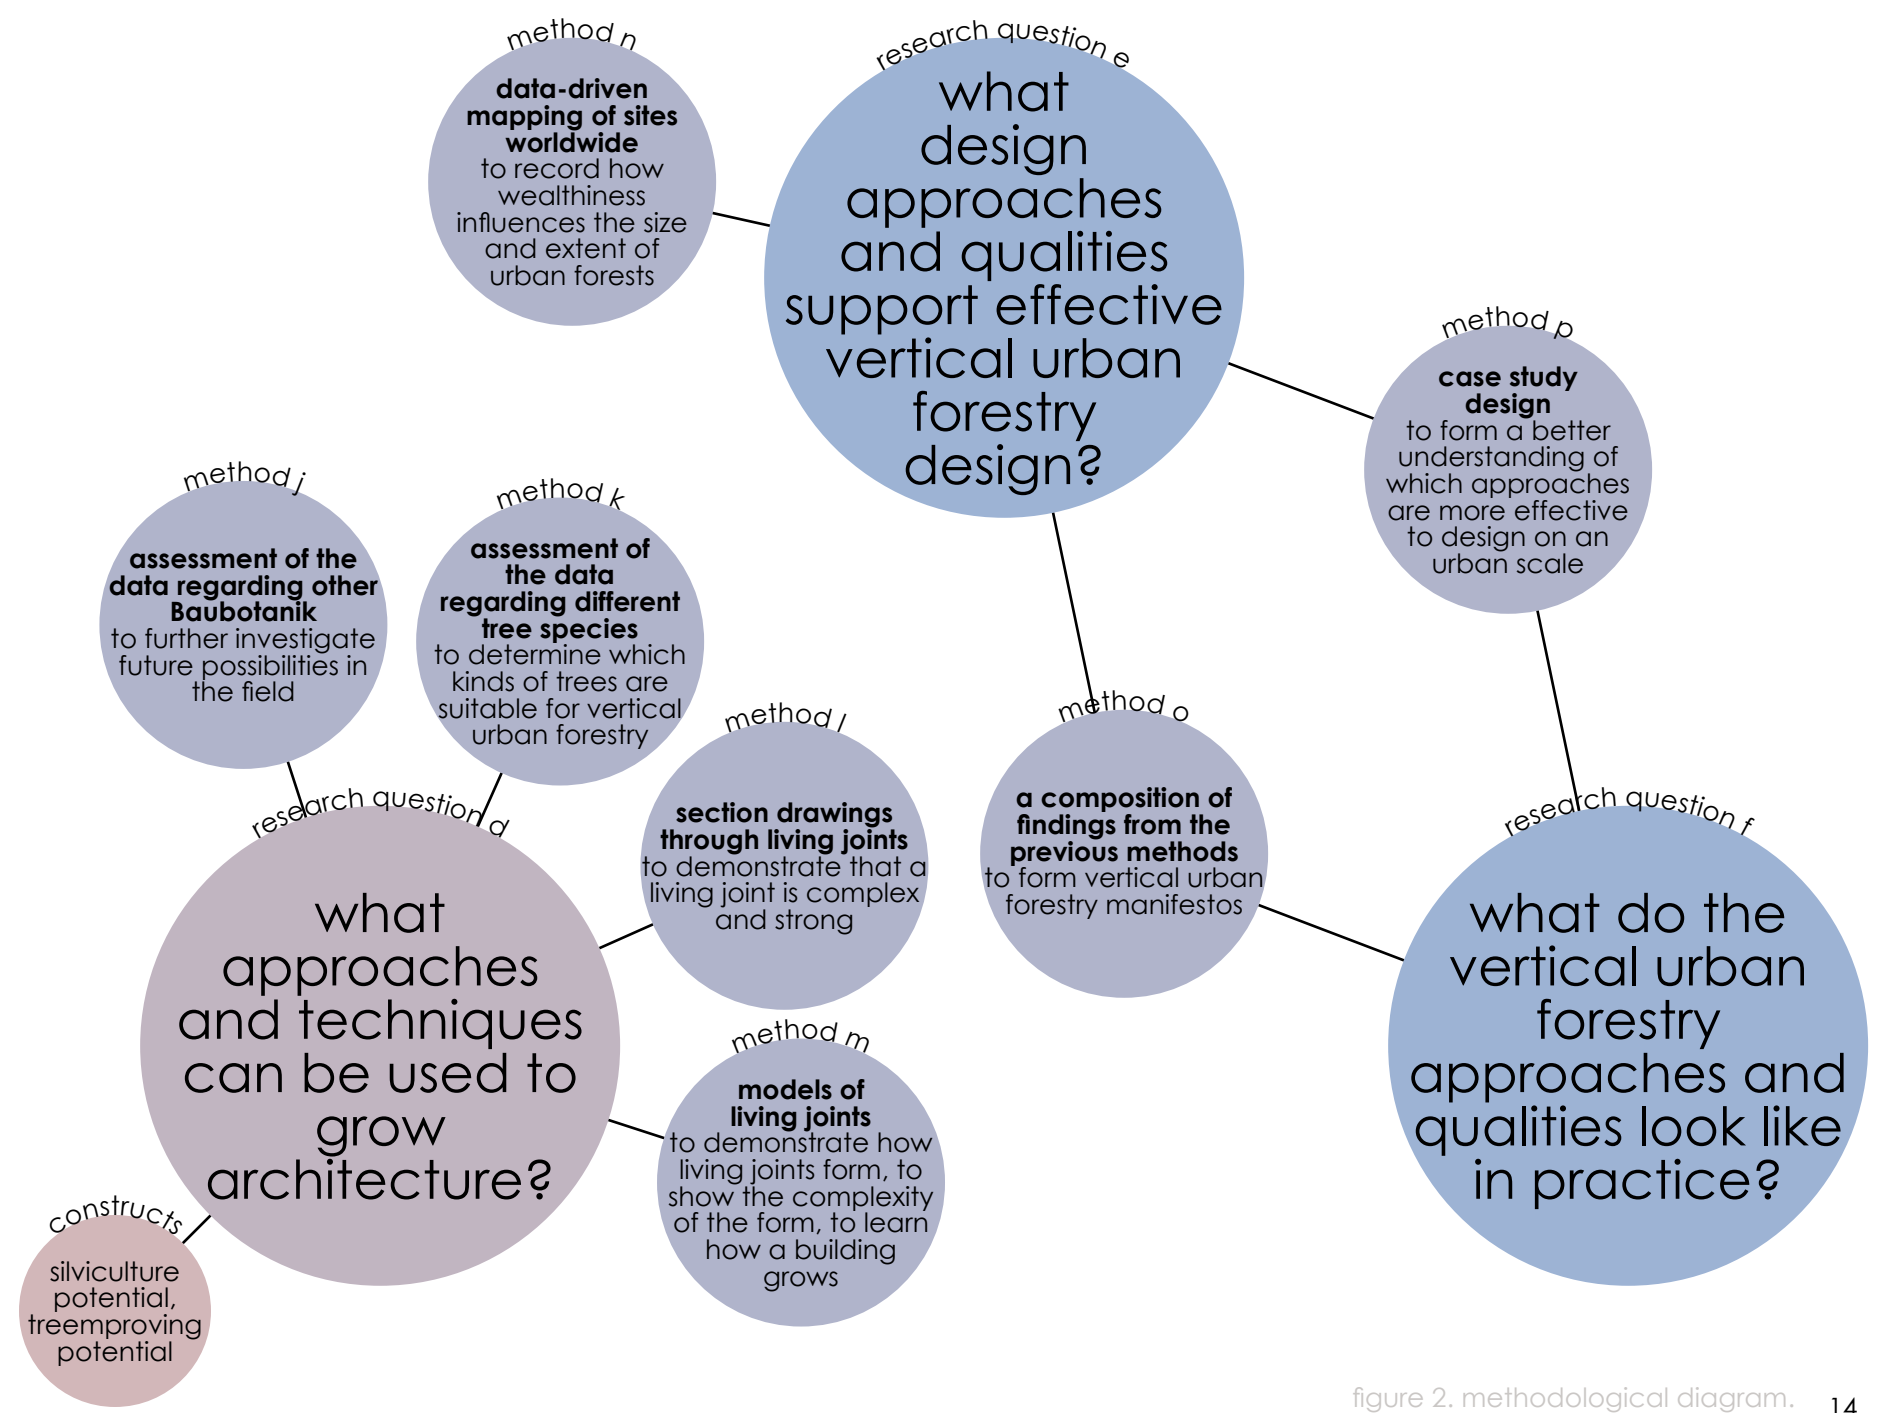 method n
data-driven
mapping of sites
worldwide
to record how
wealthiness
influences the size
and extent of
urban forests
research question e
what
design
approaches
and qualities
support effective
vertical urban
forestry
design?
method p
case study
design
to form a better
understanding of
which approaches
are more effective
to design on an
urban scale
method j
assessment of the
data regarding other
Baubotanik
to further investigate
future possibilities in
the field
method k
assessment of
the data
regarding different
tree species
to determine which
kinds of trees are
suitable for vertical
urban forestry
method l
section drawings
through living joints
to demonstrate that a
living joint is complex
and strong
method o
a composition of
findings from the
previous methods
to form vertical urban
forestry manifestos
research question d
what
approaches
and techniques
can be used to
grow
architecture?
research question f
what do the
vertical urban
forestry
approaches and
qualities look like
in practice?
method m
models of
living joints
to demonstrate how
living joints form, to
show the complexity
of the form, to learn
how a building
grows
constructs
silviculture
potential,
treemproving
potential
figure 2. methodological diagram.
14